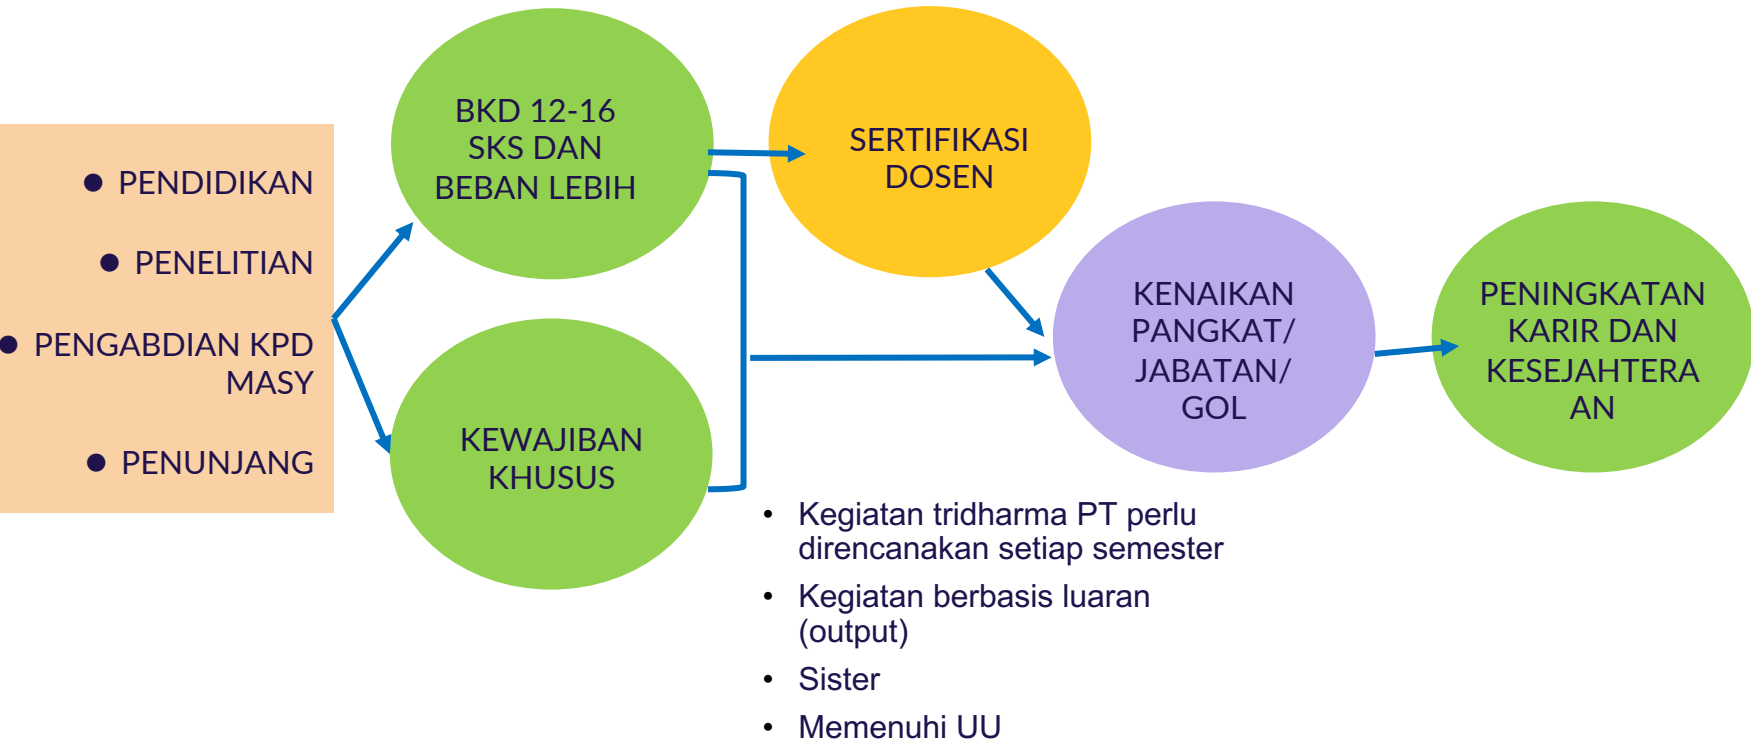 ● PENDIDIKAN
● PENELITIAN
● PENGABDIAN KPD
MASY
● PENUNJANG
BKD 12-16
SKS DAN
BEBAN LEBIH
KEWAJIBAN
KHUSUS
SERTIFIKASI
DOSEN
KENAIKAN
PANGKAT/
JABATAN/
GOL
PENINGKATAN
KARIR DAN
KESEJAHTERA
AN
• Kegiatan tridharma PT perlu
direncanakan setiap semester
• Kegiatan berbasis luaran
(output)
• Sister
• Memenuhi UU